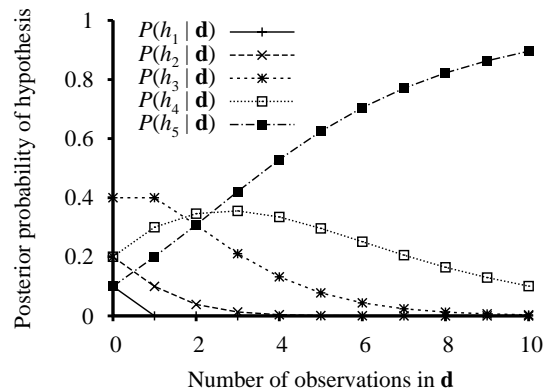 P(h₁ | d)
P(h₂ | d)
P(h₃ | d)
P(h₄ | d)
P(h₅ | d)
Posterior probability of hypothesis
1
0.8
0.6
0.4
0.2
0
0 2 4 6 8 10
Number of observations in d